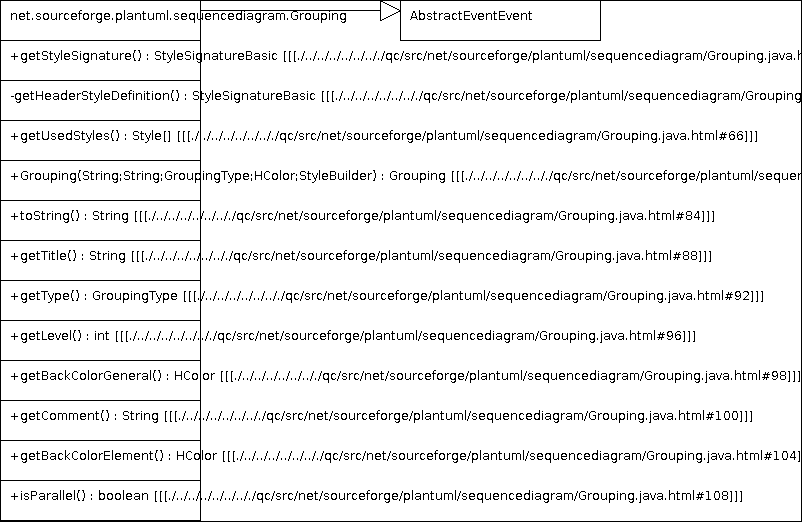 net.sourceforge.plantuml.sequencediagram.Grouping
AbstractEventEvent
+getStyleSignature() : StyleSignatureBasic [[[./../../../../../../../qc/src/net/sourceforge/plantuml/sequencediagram/Grouping.java.h
-getHeaderStyleDefinition() : StyleSignatureBasic [[[./../../../../../../../qc/src/net/sourceforge/plantuml/sequencediagram/Grouping
+getUsedStyles() : Style[] [[[./../../../../../../../qc/src/net/sourceforge/plantuml/sequencediagram/Grouping.java.html#66]]]
+Grouping(String;String;GroupingType;HColor;StyleBuilder) : Grouping [[[./../../../../../../../qc/src/net/sourceforge/plantuml/sequen
+toString() : String [[[./../../../../../../../qc/src/net/sourceforge/plantuml/sequencediagram/Grouping.java.html#84]]]
+getTitle() : String [[[./../../../../../../../qc/src/net/sourceforge/plantuml/sequencediagram/Grouping.java.html#88]]]
+getType() : GroupingType [[[./../../../../../../../qc/src/net/sourceforge/plantuml/sequencediagram/Grouping.java.html#92]]]
+getLevel() : int [[[./../../../../../../../qc/src/net/sourceforge/plantuml/sequencediagram/Grouping.java.html#96]]]
+getBackColorGeneral() : HColor [[[./../../../../../../../qc/src/net/sourceforge/plantuml/sequencediagram/Grouping.java.html#98]]]
+getComment() : String [[[./../../../../../../../qc/src/net/sourceforge/plantuml/sequencediagram/Grouping.java.html#100]]]
+getBackColorElement() : HColor [[[./../../../../../../../qc/src/net/sourceforge/plantuml/sequencediagram/Grouping.java.html#104]
+isParallel() : boolean [[[./../../../../../../../qc/src/net/sourceforge/plantuml/sequencediagram/Grouping.java.html#108]]]